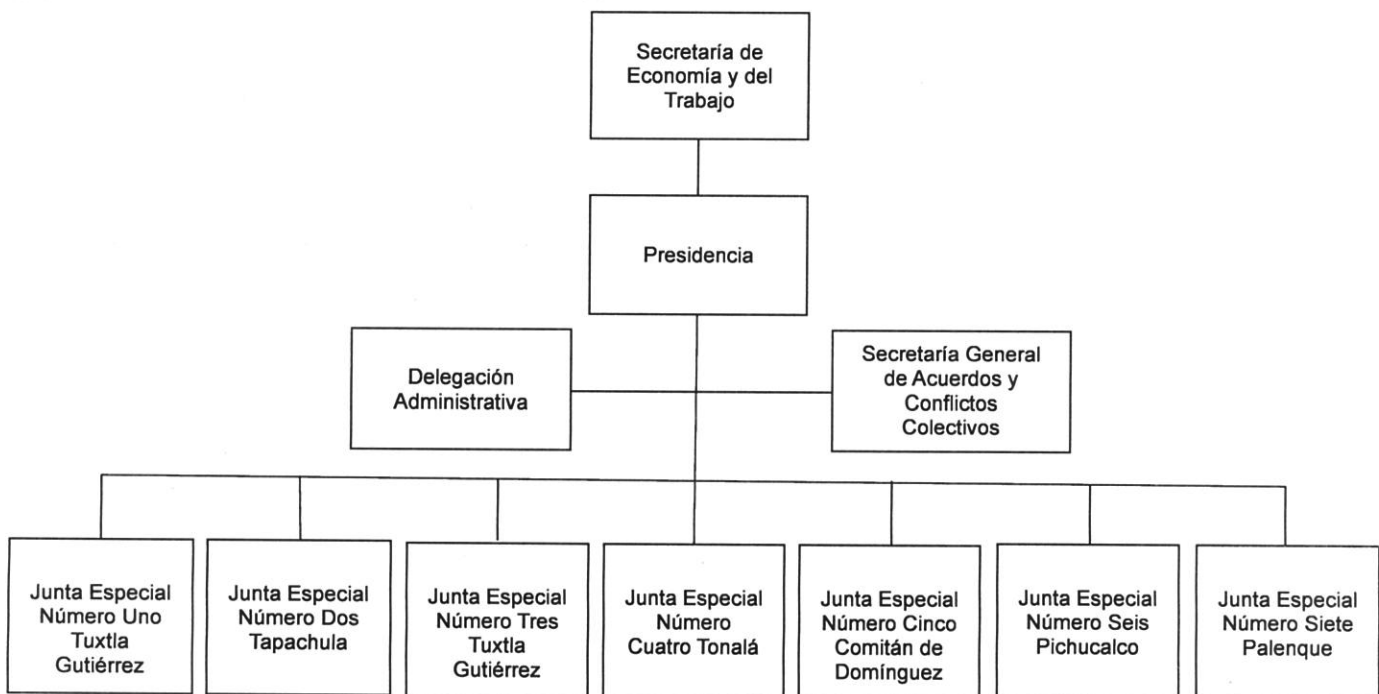 Secretaría de
Economía y del
Trabajo
Presidencia
Delegación
Administrativa
Secretaría General
de Acuerdos y
Conflictos
Colectivos
Junta Especial
Número Uno
Tuxtla
Gutiérrez
Junta Especial
Número Dos
Tapachula
Junta Especial
Número Tres
Tuxtla
Gutiérrez
Junta Especial
Número
Cuatro Tonalá
Junta Especial
Número Cinco
Comitán de
Domínguez
Junta Especial
Número Seis
Pichucalco
Junta Especial
Número Siete
Palenque